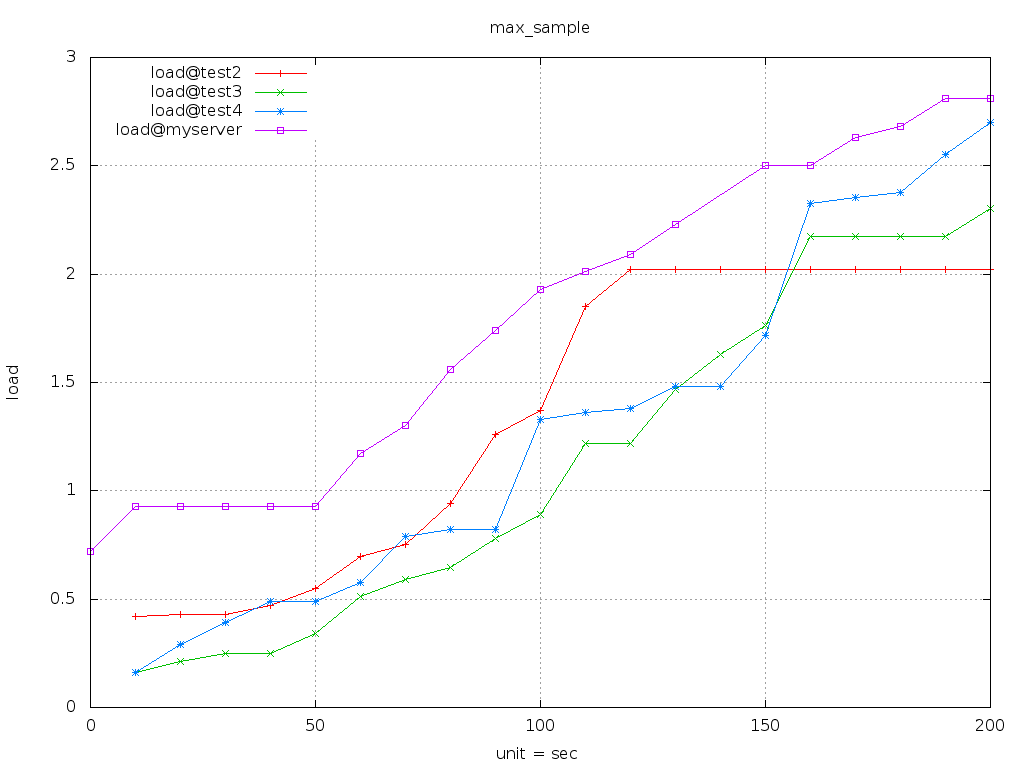 max_sample
load@test2
load@test3
load@test4
load@myserver
3
2.5
2
1.5
1
0.5
0
load
0 50 100 150 200
unit = sec